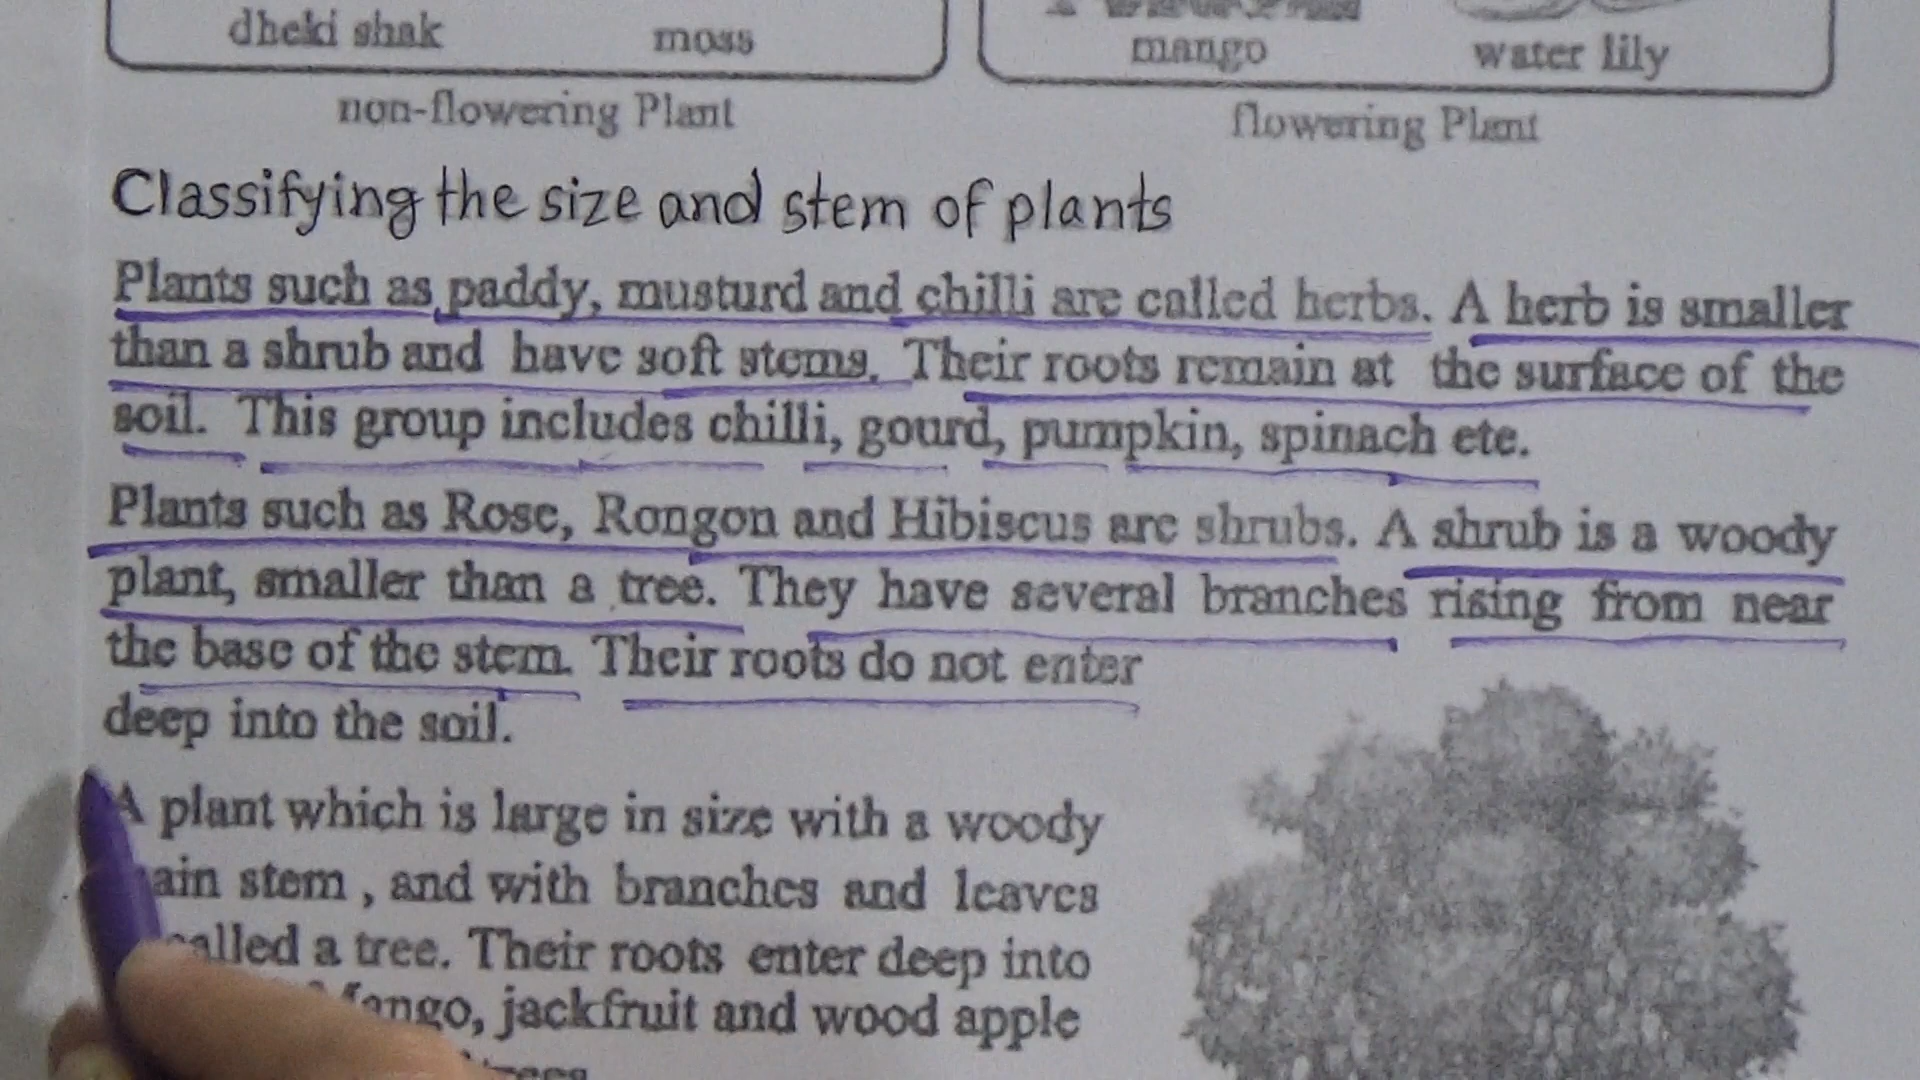 dheki shak moss mango water lily
non-flowering Plant flowering Plant
Classifying the size and stem of plants
Plants such as paddy, musturd and chilli are called herbs. A herb is smaller
than a shrub and have soft stems. Their roots remain at the surface of the
soil. This group includes chilli, gourd, pumpkin, spinach ete.
Plants such as Rose, Rongon and Hibiscus are shrubs. A shrub is a woody
plant, smaller than a tree. They have several branches rising from near
the base of the stem. Their roots do not enter
deep into the soil.
A plant which is large in size with a woody
stem, and with branches and leaves
called a tree. Their roots enter deep into
Mango, jackfruit and wood apple